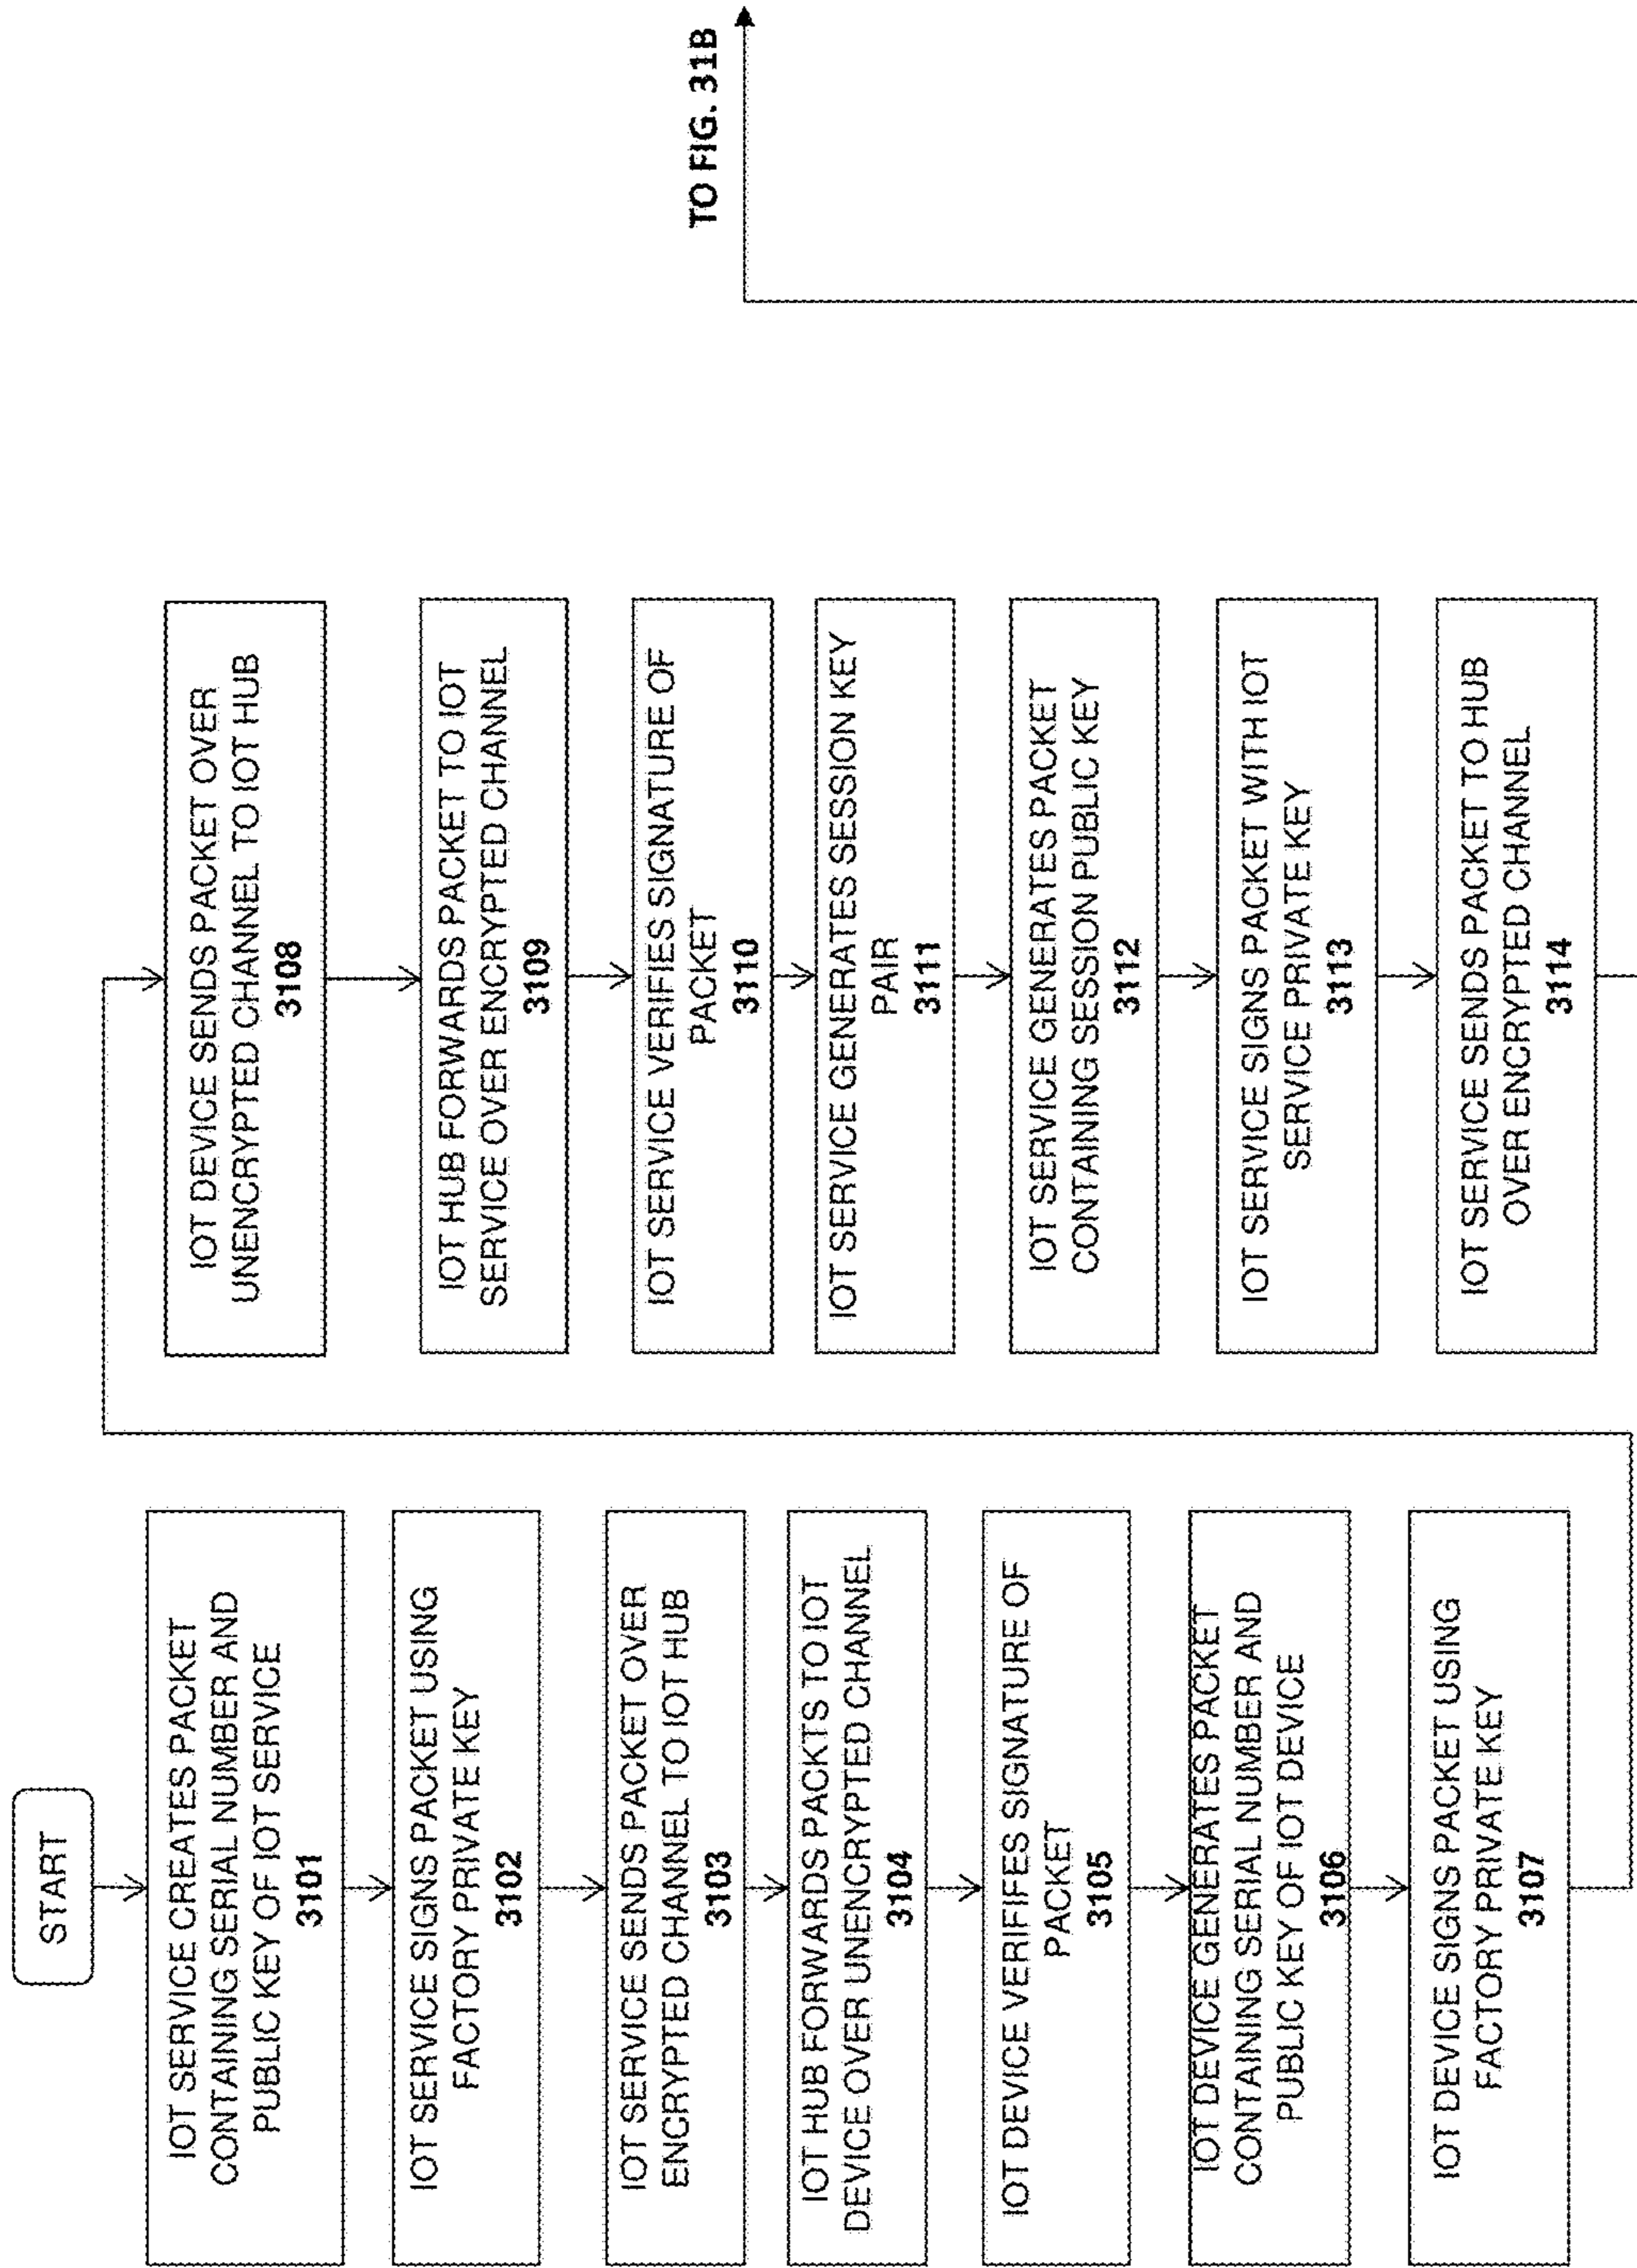 START
IOT SERVICE CREATES PACKET
CONTAINING SERIAL NUMBER AND
PUBLIC KEY OF IOT SERVICE
3101
IOT SERVICE SIGNS PACKET USING
FACTORY PRIVATE KEY
3102
IOT SERVICE SENDS PACKET OVER
ENCRYPTED CHANNEL TO IOT HUB
3103
IOT HUB FORWARDS PACKTS TO IOT
DEVICE OVER UNENCRYPTED CHANNEL
3104
IOT DEVICE VERIFIFES SIGNATURE OF
PACKET
3105
IOT DEVICE GENERATES PACKET
CONTAINING SERIAL NUMBER AND
PUBLIC KEY OF IOT DEVICE
3106
IOT DEVICE SIGNS PACKET USING
FACTORY PRIVATE KEY
3107
IOT DEVICE SENDS PACKET OVER
UNENCRYPTED CHANNEL TO IOT HUB
3108
IOT HUB FORWARDS PACKET TO IOT
SERVICE OVER ENCRYPTED CHANNEL
3109
IOT SERVICE VERIFIES SIGNATURE OF
PACKET
3110
IOT SERVICE GENERATES SESSION KEY
PAIR
3111
IOT SERVICE GENERATES PACKET
CONTAINING SESSION PUBLIC KEY
3112
IOT SERVICE SIGNS PACKET WITH IOT
SERVICE PRIVATE KEY
3113
IOT SERVICE SENDS PACKET TO HUB
OVER ENCRYPTED CHANNEL
3114
TO FIG. 31B